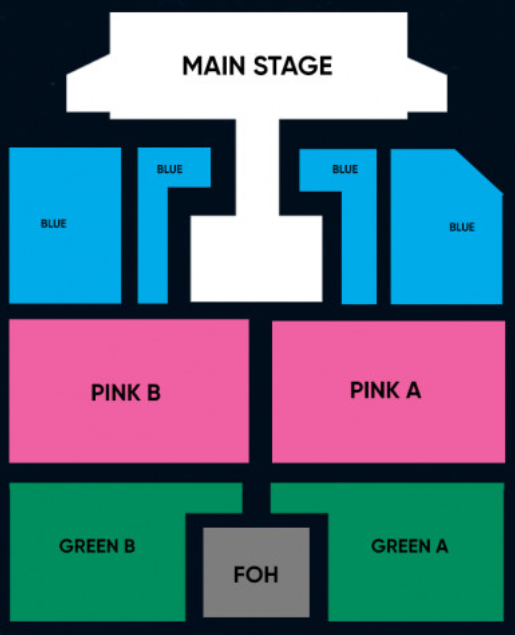 MAIN STAGE
BLUE
BLUE
BLUE
BLUE
PINK B
PINK A
GREEN B
GREEN A
FOH